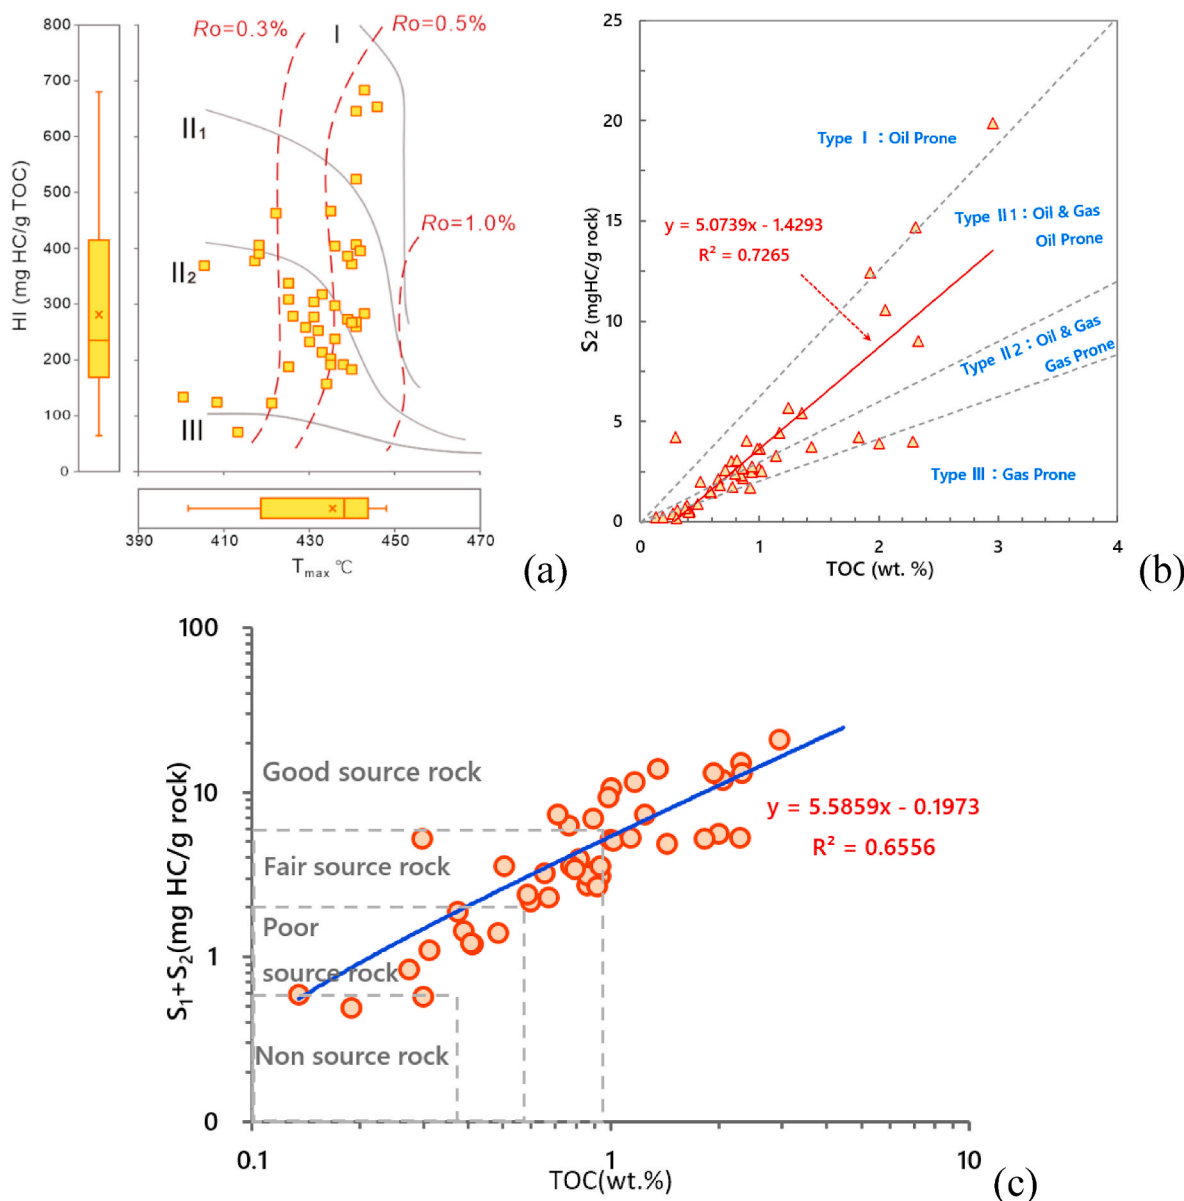 800
700
600
500
400
300
200
100
0
HI (mg HC/g TOC)
Ro=0.3%
I
Ro=0.5%
II1
II2
III
Ro=1.0%
390
410
430
450
470
Tmax ℃
(a)
25
20
15
10
5
0
S2 (mgHC/g rock)
Type Ⅰ：Oil Prone
y = 5.0739x - 1.4293
R² = 0.7265
Type Ⅱ1：Oil & Gas
Oil Prone
Type Ⅱ2：Oil & Gas
Gas Prone
Type Ⅲ：Gas Prone
0
1
2
3
4
TOC (wt. %)
(b)
100
10
1
0
S1+S2(mg HC/g rock)
Good source rock
Fair source rock
Poor
source rock
Non source rock
y = 5.5859x - 0.1973
R² = 0.6556
0.1
1
10
TOC(wt.%)
(c)